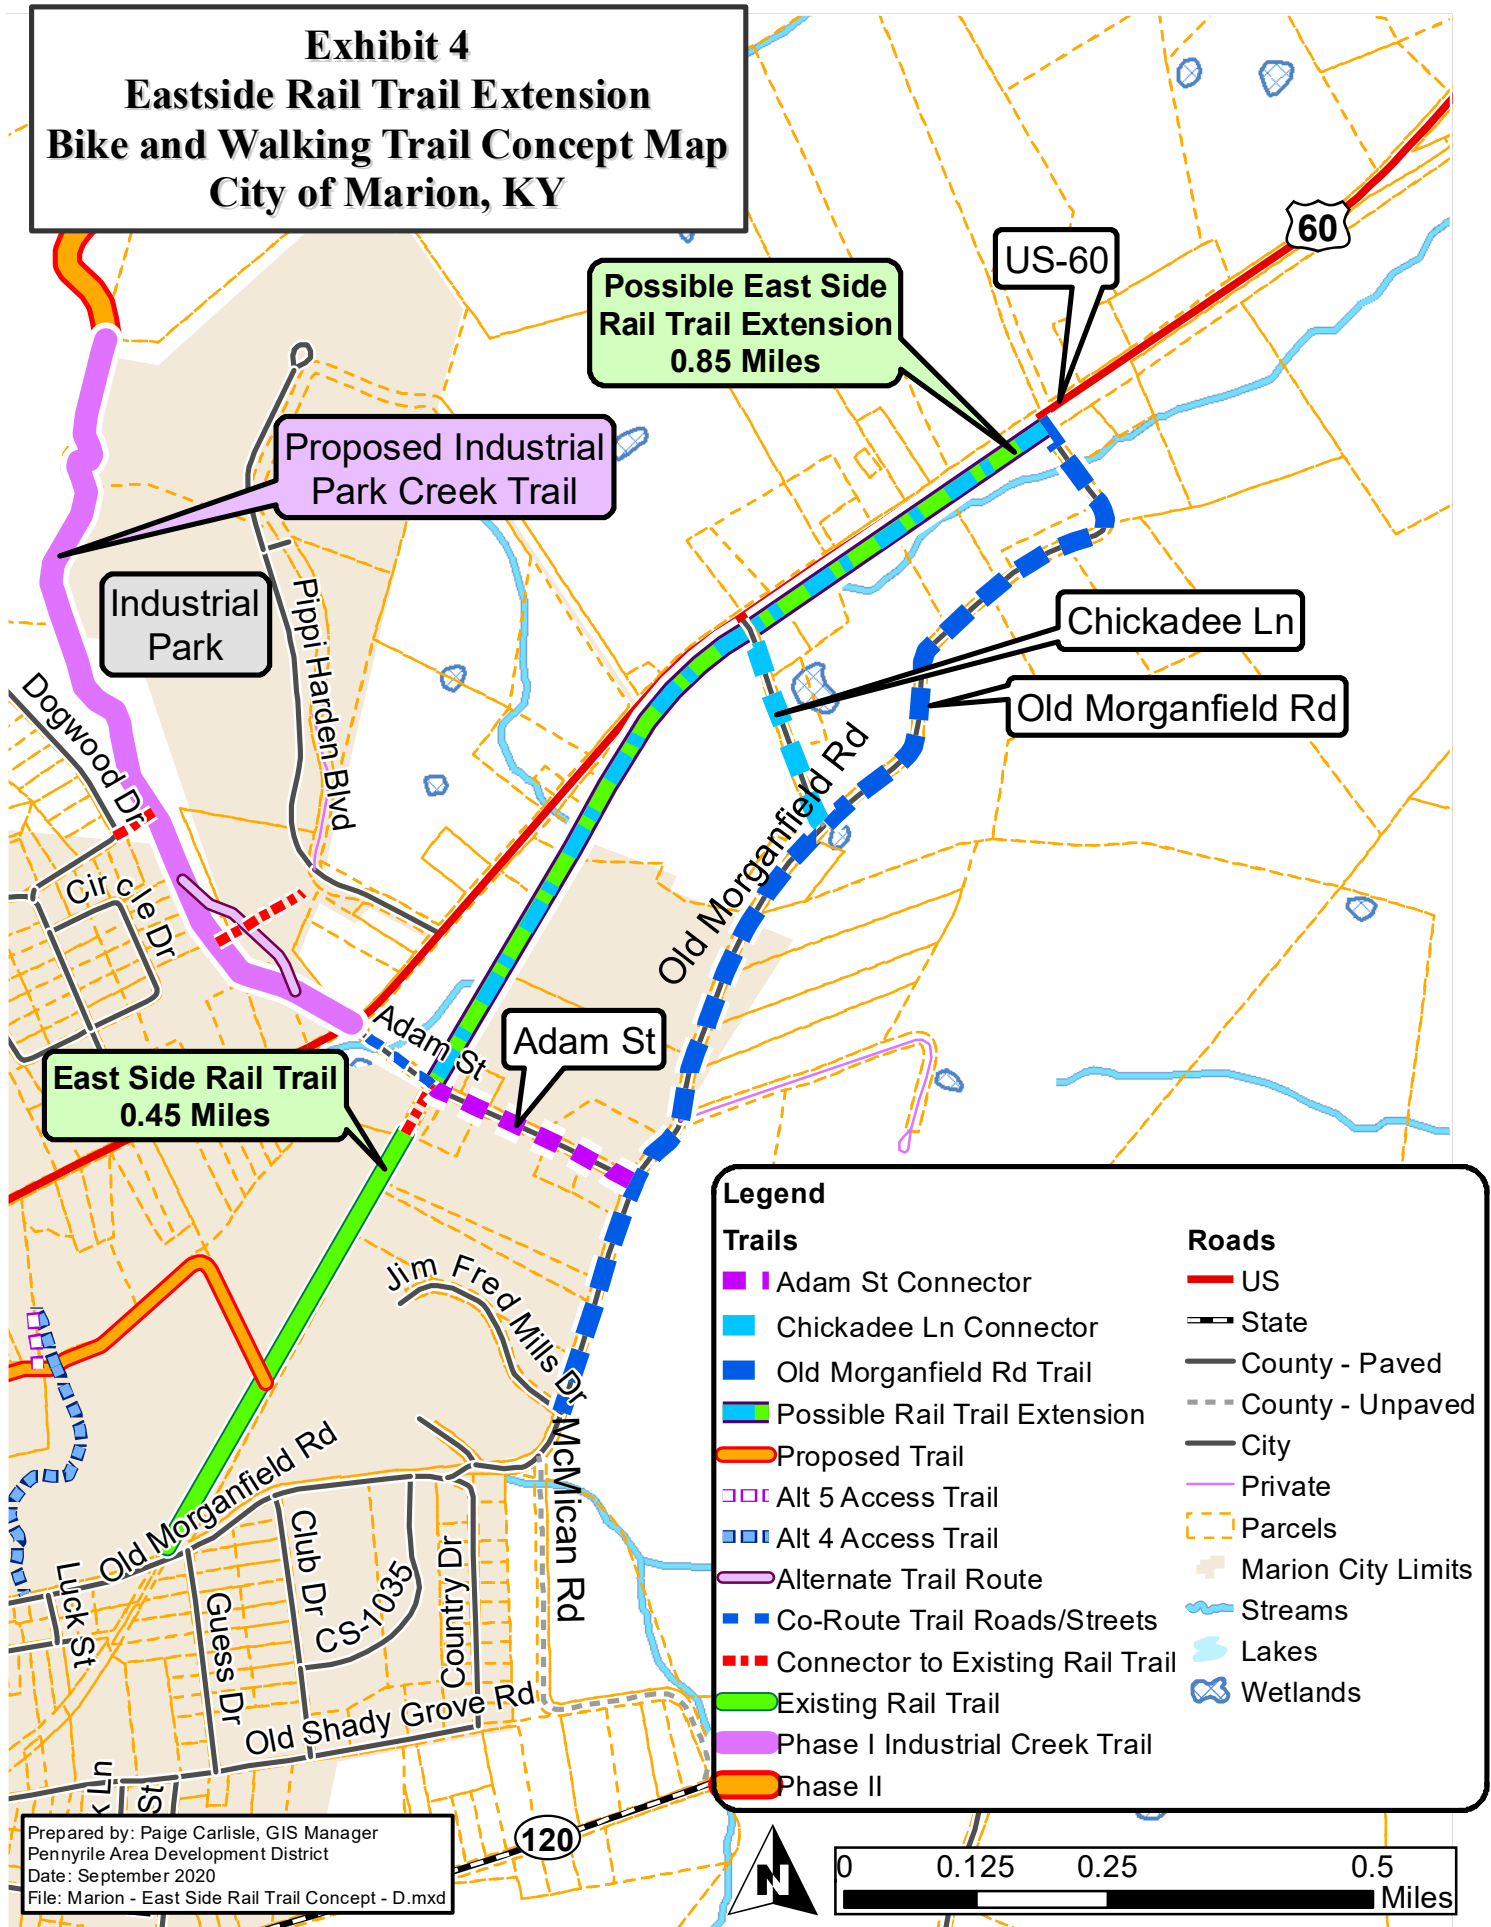 Exhibit 4
Eastside Rail Trail Extension
Bike and Walking Trail Concept Map
City of Marion, KY
60
US-60
Possible East Side
Rail Trail Extension
0.85 Miles
Proposed Industrial
Park Creek Trail
Industrial
Park
Pippi Harden Blvd
Dogwood Dr
Circle Dr
Chickadee Ln
Old Morganfield Rd
Old Morganfield Rd
Adam St
Adam St
East Side Rail Trail
0.45 Miles
Jim Fred Mills Dr
Old Morganfield Rd
McMican Rd
Luck St
Guess Dr
Club Dr
CS-1035
Country Dr
Old Shady Grove Rd
k Ln
St
120
Legend
Trails
Adam St Connector
Chickadee Ln Connector
Old Morganfield Rd Trail
Possible Rail Trail Extension
Proposed Trail
Alt 5 Access Trail
Alt 4 Access Trail
Alternate Trail Route
Co-Route Trail Roads/Streets
Connector to Existing Rail Trail
Existing Rail Trail
Phase I Industrial Creek Trail
Phase II
Roads
US
State
County - Paved
County - Unpaved
City
Private
Parcels
Marion City Limits
Streams
Lakes
Wetlands
Prepared by: Paige Carlisle, GIS Manager
Pennyrile Area Development District
Date: September 2020
File: Marion - East Side Rail Trail Concept - D.mxd
N
0 0.125 0.25 0.5
Miles